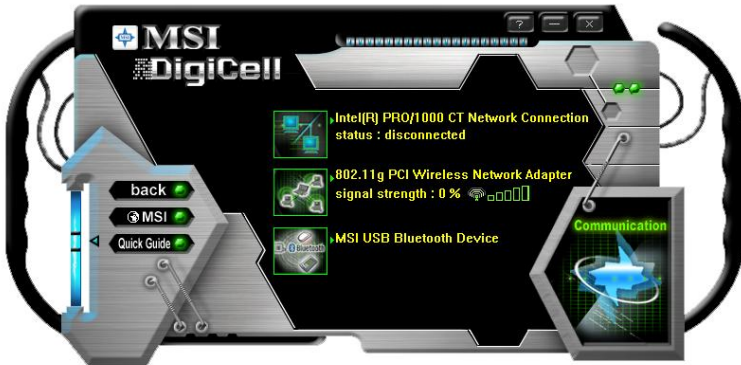 MSI
DigiCell
?
Intel(R) PRO/1000 CT Network Connection
status : disconnected
802.11g PCI Wireless Network Adapter
signal strength : 0 %
back
MSI
Quick Guide
Bluetooth
MSI USB Bluetooth Device
Communication